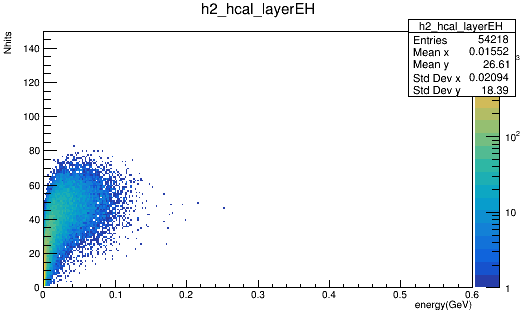 h2_hcal_layerEH
h2_hcal_layerEH
Entries 54218
Mean x 0.01552
Mean y 26.61
Std Dev x 0.02094
Std Dev y 18.39
Nhits
140
120
100
80
60
40
20
0
0 0.1 0.2 0.3 0.4 0.5 0.6
energy(GeV)
3
10²
10
1